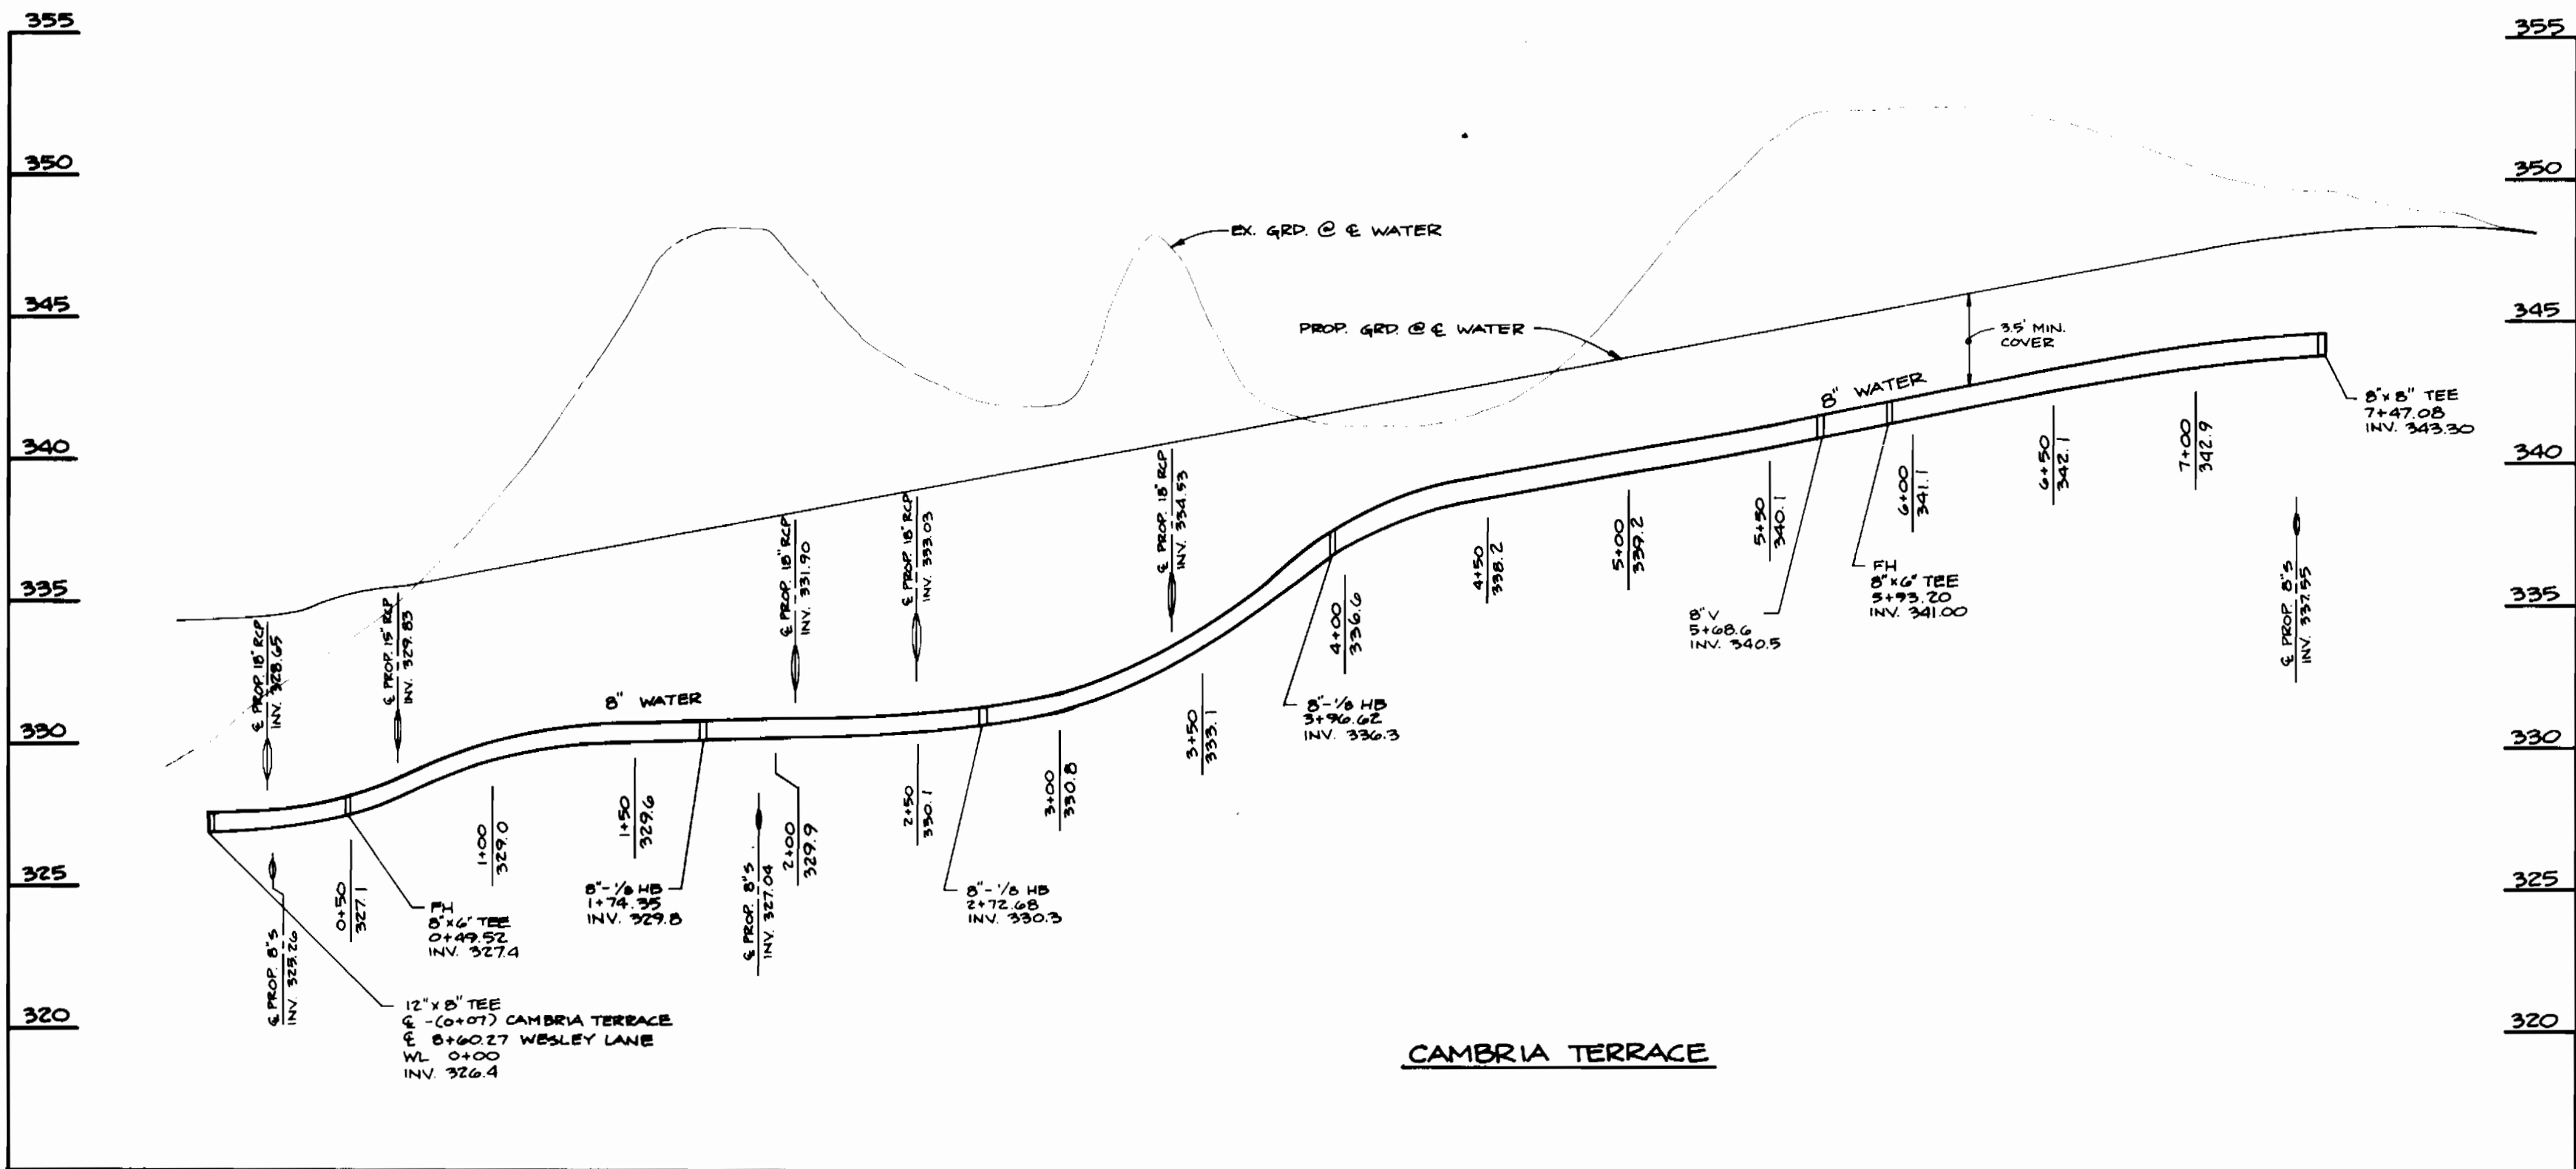 355
355
350
350
345
345
340
340
335
335
330
330
325
325
320
320
EX. GRD. @ ℄ WATER
PROP. GRD. @ ℄ WATER
3.5' MIN.
COVER
8" WATER
8" WATER
℄ PROP. 18" RCP
INV. 328.65
℄ PROP. 15" RCP
INV. 329.83
℄ PROP. 18" RCP
INV. 331.90
℄ PROP. 18" RCP
INV. 333.03
℄ PROP. 18" RCP
INV. 334.53
℄ PROP. 8"S
INV. 325.26
0+50
327.1
FH
8"x6" TEE
0+49.52
INV. 327.4
12"x8" TEE
℄ -(0+07) CAMBRIA TERRACE
℄ 8+60.27 WESLEY LANE
WL 0+00
INV. 326.4
1+00
329.0
1+50
329.6
8"-1/8 HB
1+74.35
INV. 329.8
℄ PROP. 8"S
INV. 327.04
2+00
329.9
2+50
330.1
8"-1/8 HB
2+72.68
INV. 330.3
3+00
330.8
3+50
333.1
8"-1/8 HB
3+96.62
INV. 336.3
4+00
336.6
4+50
338.2
5+00
339.2
5+50
340.1
8"V
5+68.6
INV. 340.5
FH
8"x6" TEE
5+93.20
INV. 341.00
6+00
341.1
6+50
342.1
7+00
342.9
℄ PROP. 8"S
INV. 337.55
8"x8" TEE
7+47.08
INV. 343.30
CAMBRIA TERRACE